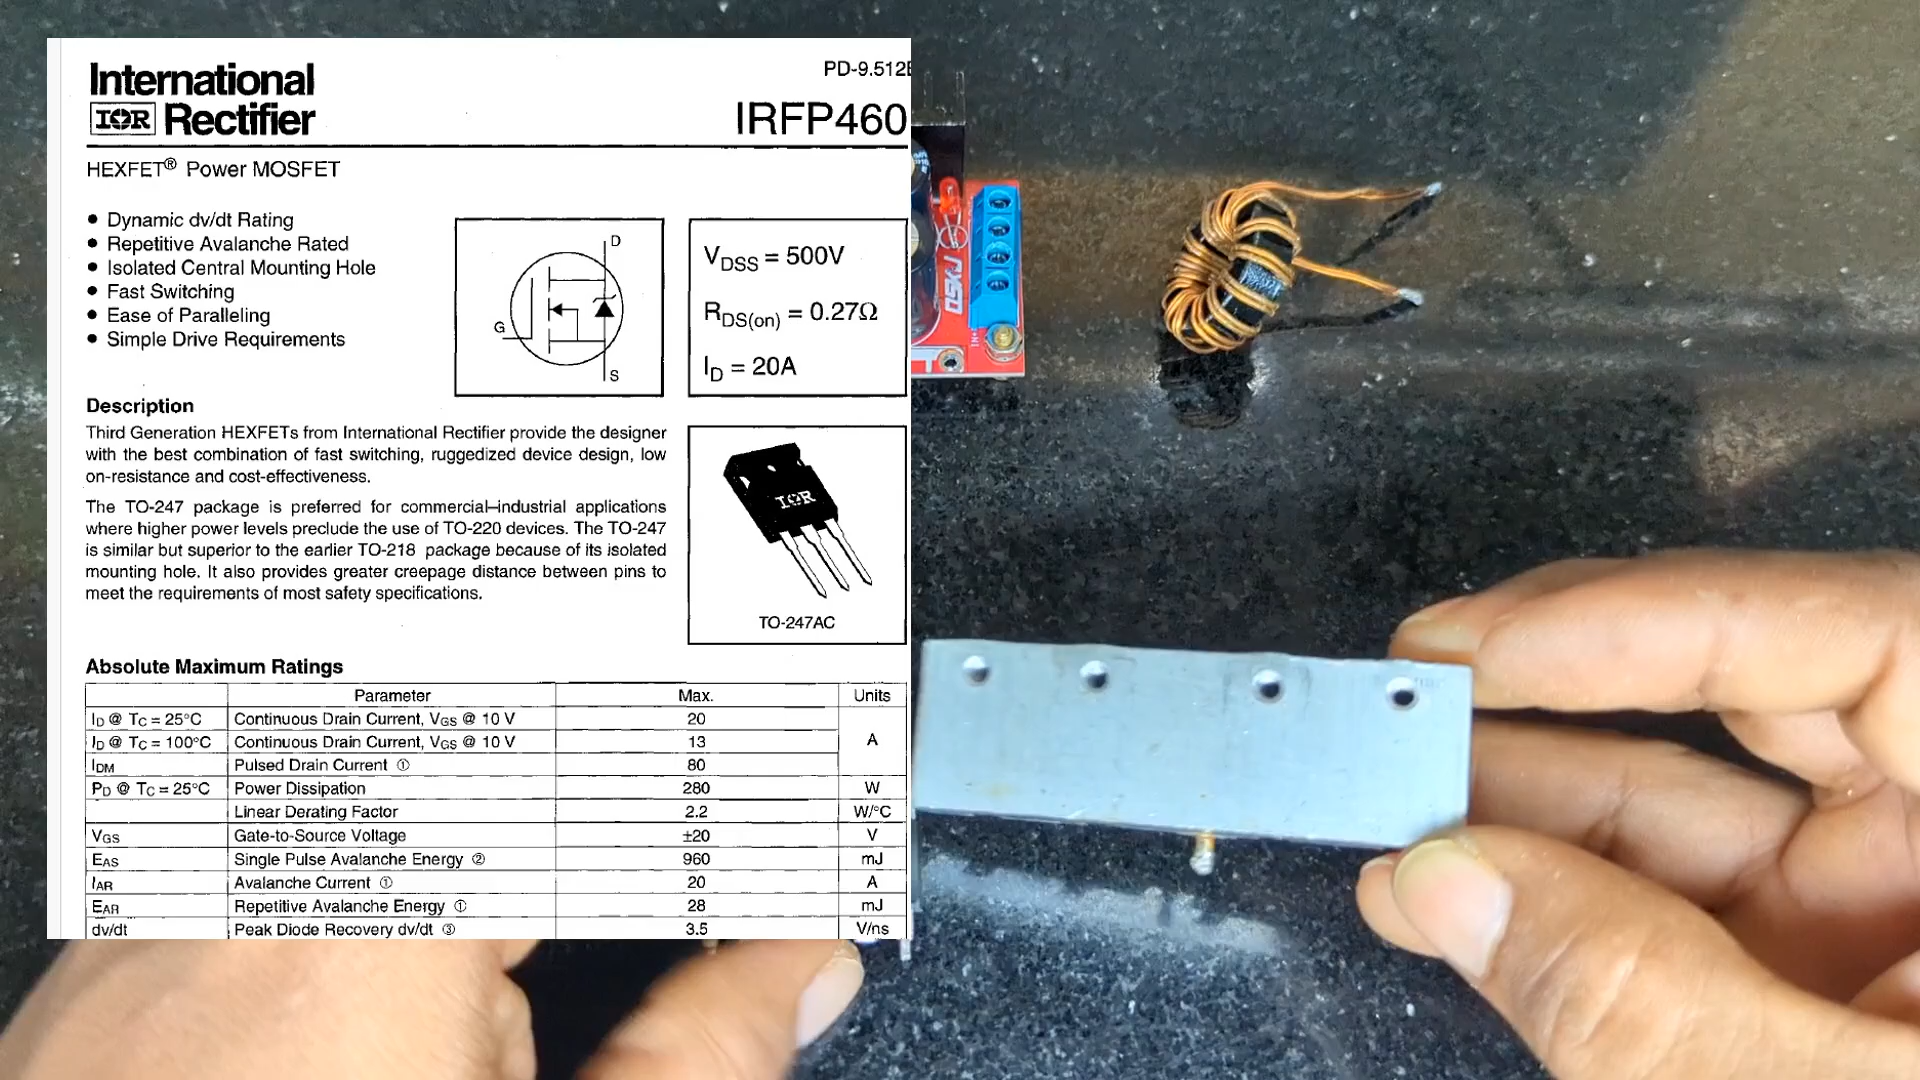 International
IOR Rectifier
PD-9.512
IRFP460
HEXFET® Power MOSFET
• Dynamic dv/dt Rating
• Repetitive Avalanche Rated
• Isolated Central Mounting Hole
• Fast Switching
• Ease of Paralleling
• Simple Drive Requirements
D
G
S
VDSS = 500V
RDS(on) = 0.27Ω
ID = 20A
Description
Third Generation HEXFETs from International Rectifier provide the designer
with the best combination of fast switching, ruggedized device design, low
on-resistance and cost-effectiveness.
The TO-247 package is preferred for commercial-industrial applications
where higher power levels preclude the use of TO-220 devices. The TO-247
is similar but superior to the earlier TO-218 package because of its isolated
mounting hole. It also provides greater creepage distance between pins to
meet the requirements of most safety specifications.
IOR
TO-247AC
Absolute Maximum Ratings
Parameter Max. Units
ID @ TC = 25°C Continuous Drain Current, VGS @ 10 V 20
ID @ TC = 100°C Continuous Drain Current, VGS @ 10 V 13 A
IDM Pulsed Drain Current ① 80
PD @ TC = 25°C Power Dissipation 280 W
Linear Derating Factor 2.2 W/°C
VGS Gate-to-Source Voltage ±20 V
EAS Single Pulse Avalanche Energy ② 960 mJ
IAR Avalanche Current ① 20 A
EAR Repetitive Avalanche Energy ① 28 mJ
dv/dt Peak Diode Recovery dv/dt ③ 3.5 V/ns